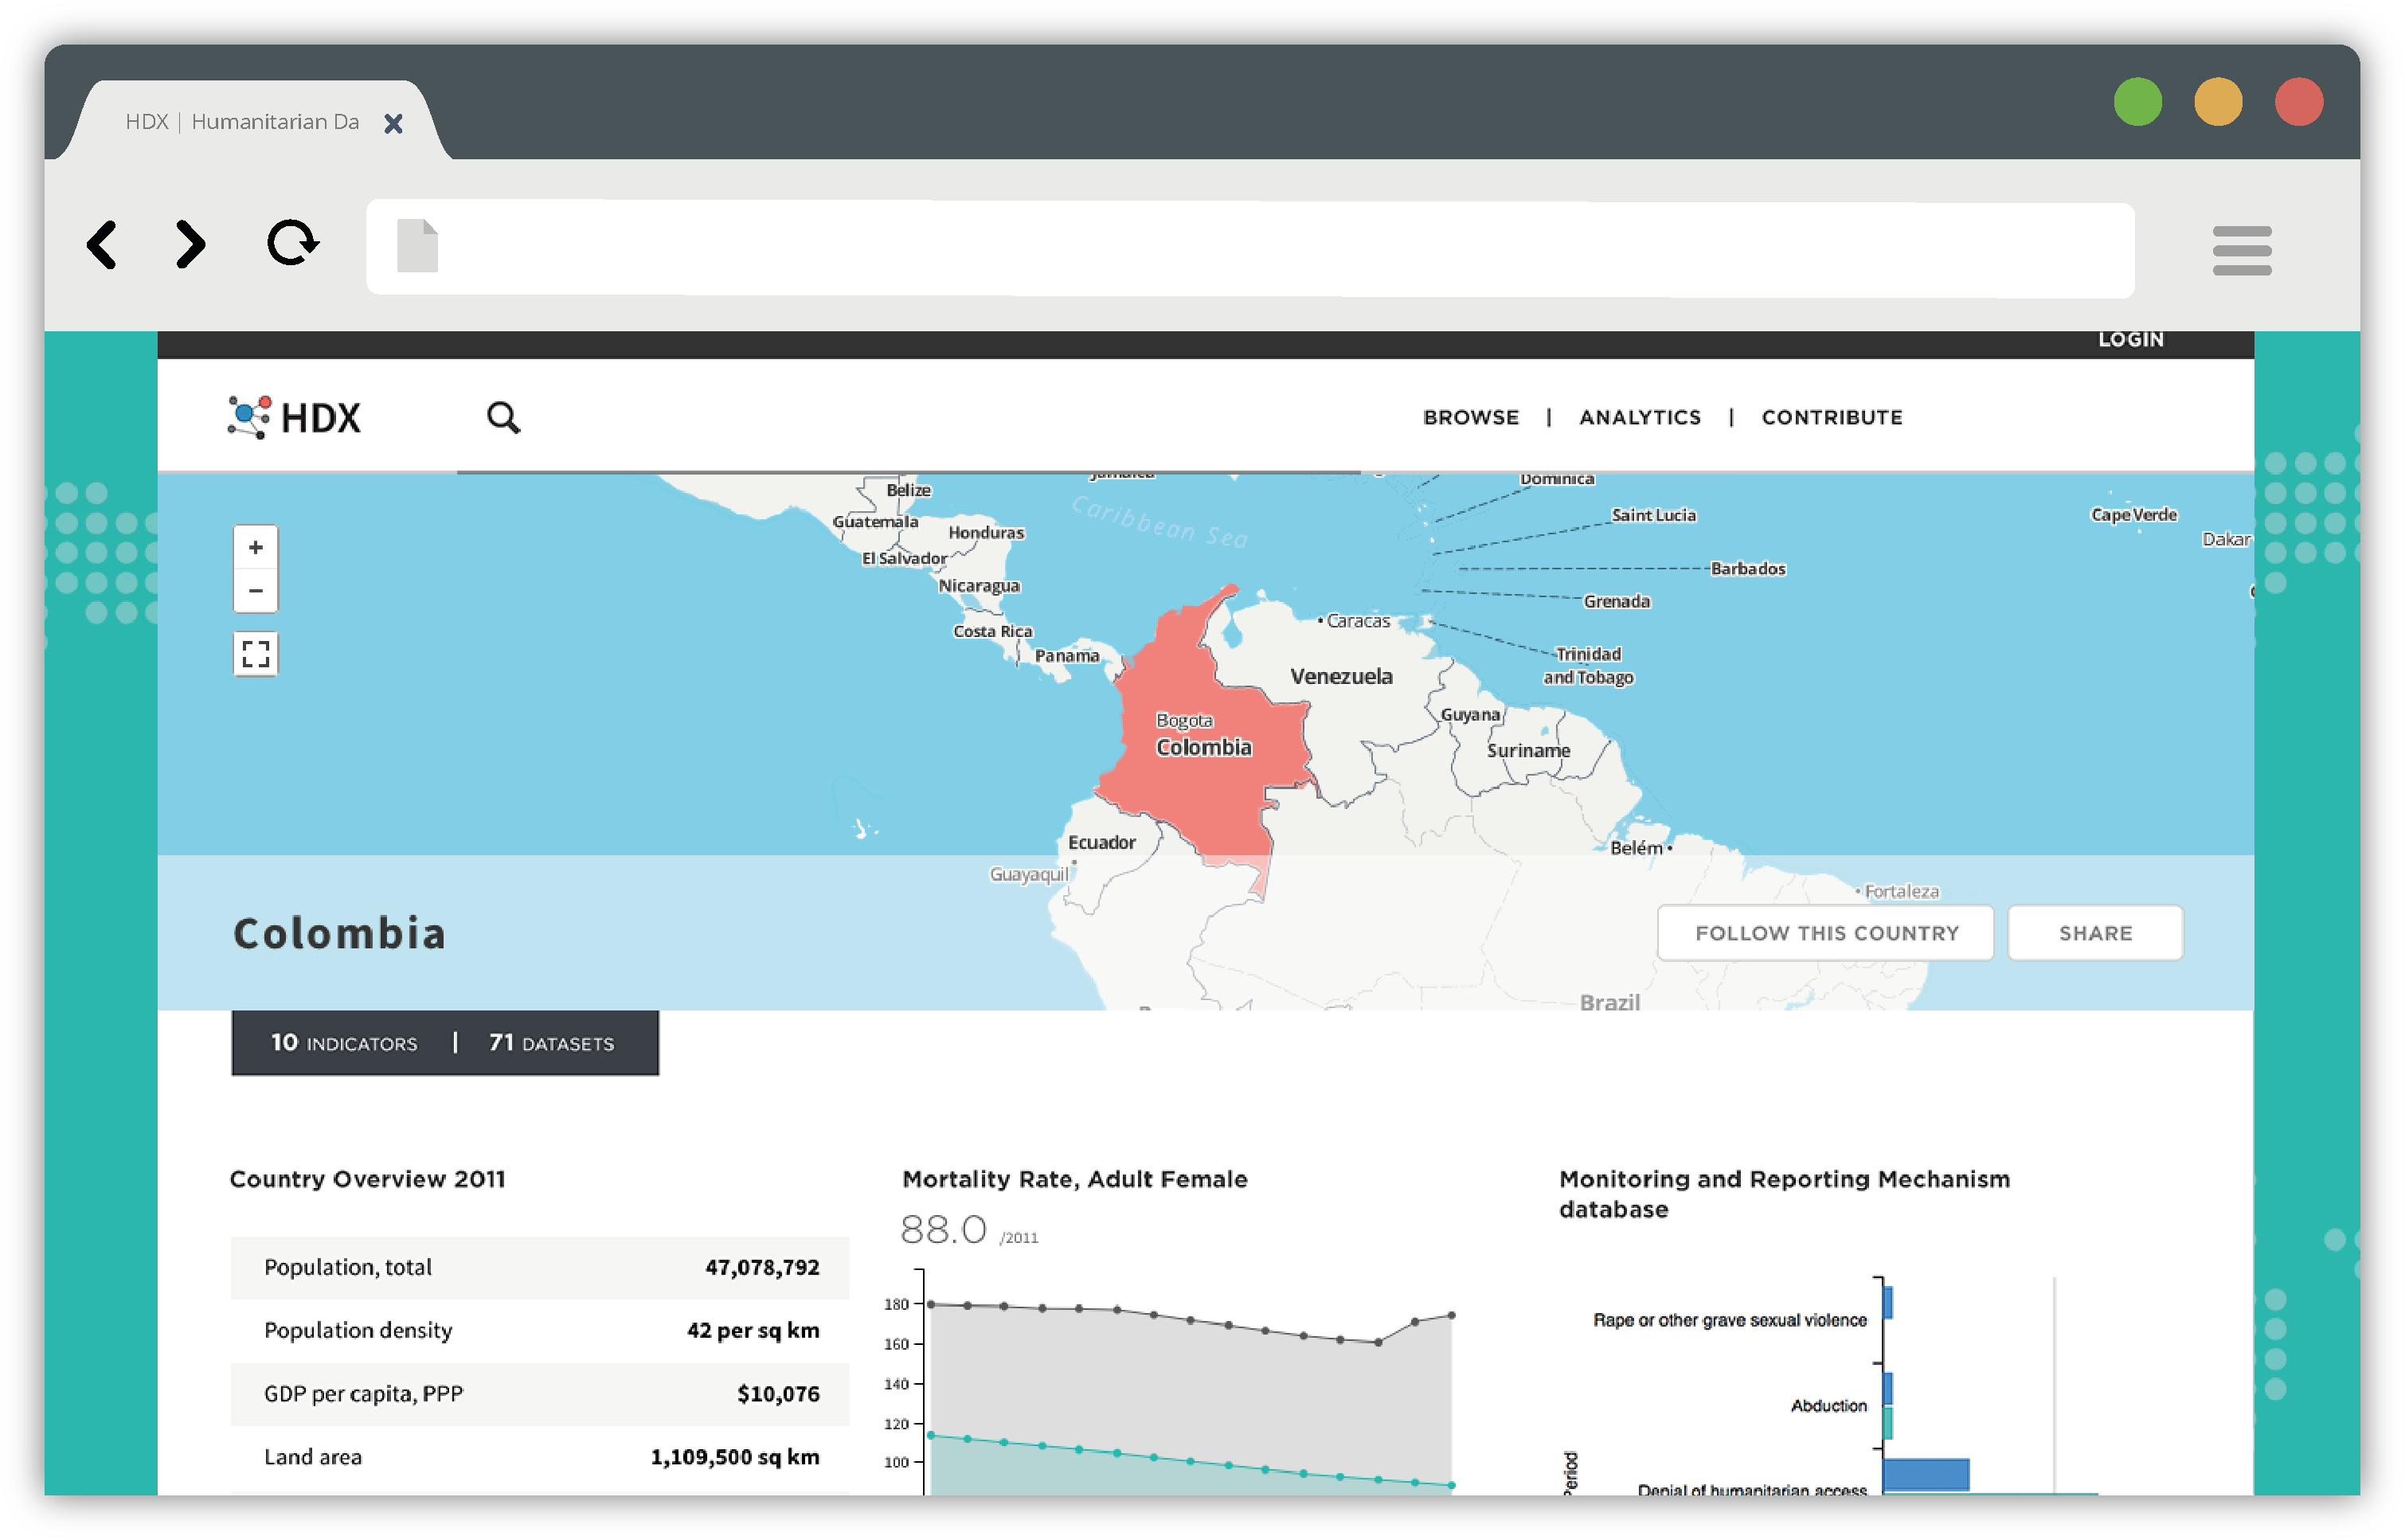 HDX | Humanitarian Da
LOGIN
HDX
BROWSE | ANALYTICS | CONTRIBUTE
Jamaica
Dominica
Belize
Caribbean Sea
Saint Lucia
Cape Verde
Guatemala
Honduras
Dakar
El Salvador
Barbados
Nicaragua
Grenada
Caracas
Costa Rica
Panama
Trinidad
and Tobago
Venezuela
Guyana
Bogota
Colombia
Suriname
Ecuador
Belém
Guayaquil
Fortaleza
Colombia
FOLLOW THIS COUNTRY
SHARE
Brazil
10 INDICATORS | 71 DATASETS
Country Overview 2011
Population, total 47,078,792
Population density 42 per sq km
GDP per capita, PPP $10,076
Land area 1,109,500 sq km
Mortality Rate, Adult Female
88.0 /2011
180
160
140
120
100
Monitoring and Reporting Mechanism
database
Rape or other grave sexual violence
Abduction
Denial of humanitarian access
Period